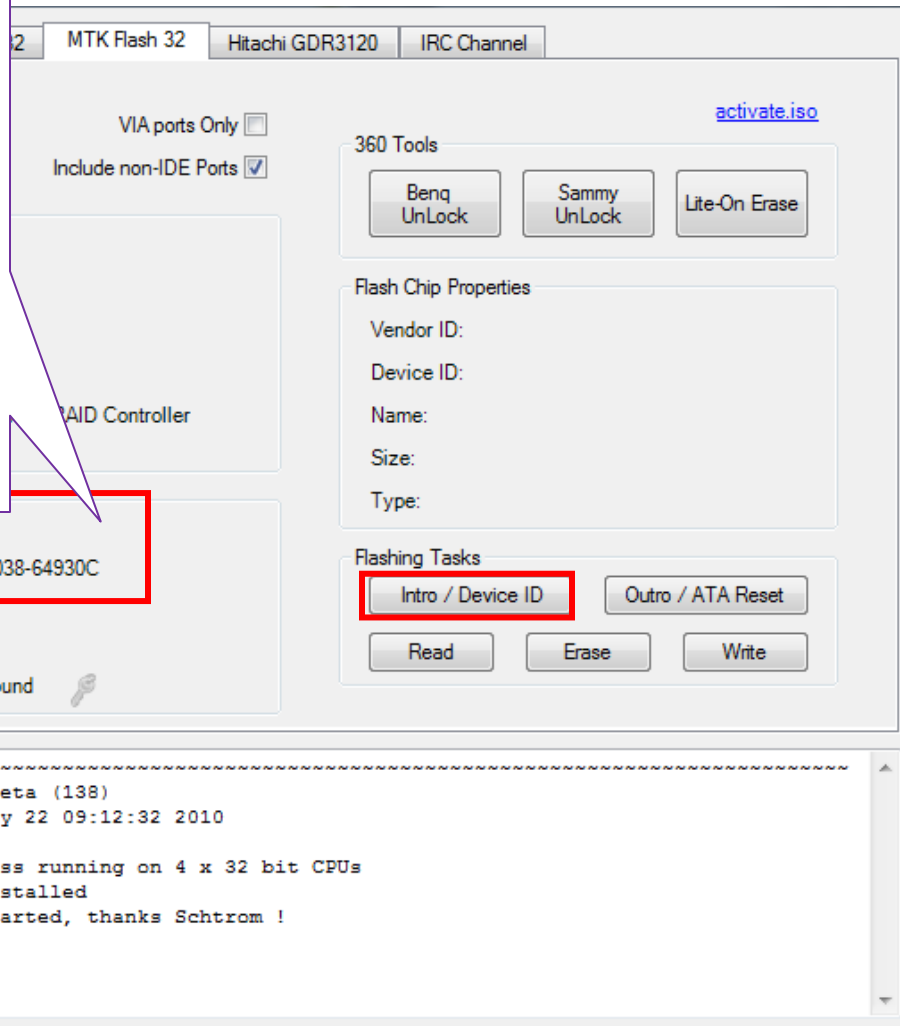 32 MTK Flash 32 Hitachi GDR3120 IRC Channel
activate.iso
VIA ports Only
Include non-IDE Ports
360 Tools
Benq UnLock
Sammy UnLock
Lite-On Erase
Flash Chip Properties
Vendor ID:
Device ID:
Name:
Size:
Type:
RAID Controller
038-64930C
ound
Flashing Tasks
Intro / Device ID
Outro / ATA Reset
Read
Erase
Write
~~~~~~~~~~~~~~~~~~~~~~~~~~~~~~~~~~~~~~~~~~~~~~~~~~~~~~~~~~~~~~~~~~~~
eta (138)
y 22 09:12:32 2010
ss running on 4 x 32 bit CPUs
stalled
arted, thanks Schtrom !